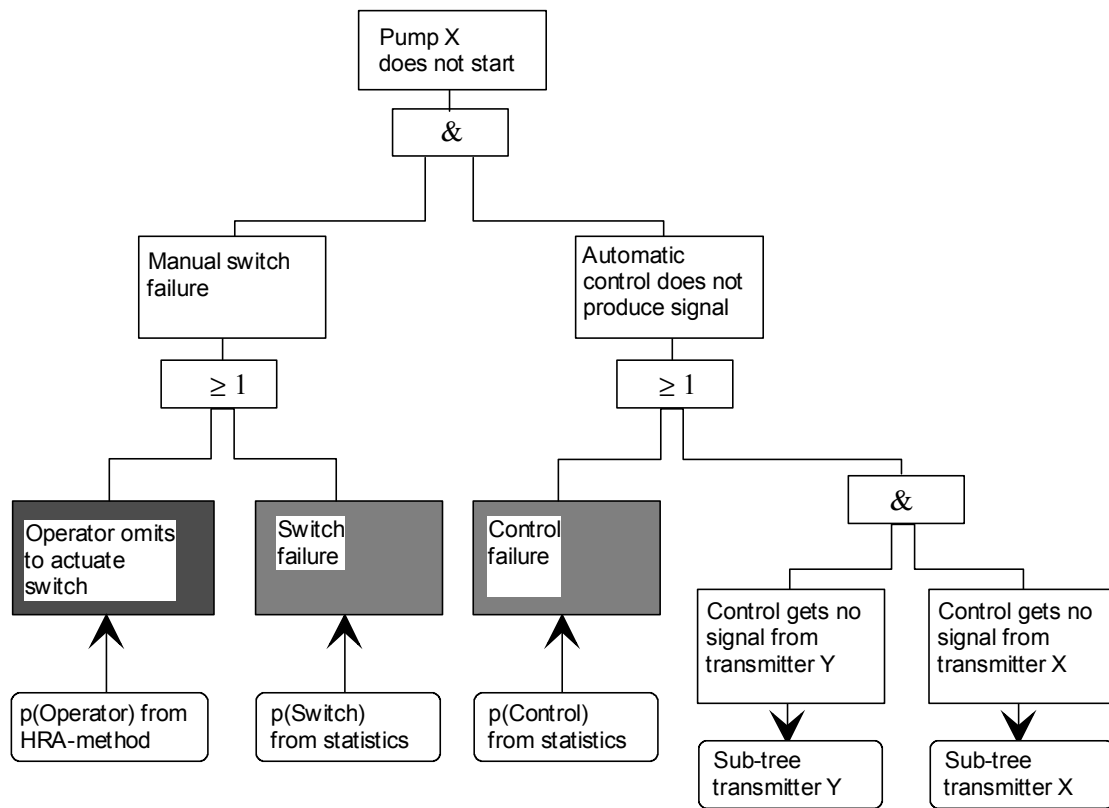 Pump X
does not start
&
Manual switch
failure
Automatic
control does not
produce signal
≥ 1
≥ 1
&
Operator omits
to actuate
switch
Switch
failure
Control
failure
Control gets no
signal from
transmitter Y
Control gets no
signal from
transmitter X
p(Operator) from
HRA-method
p(Switch)
from statistics
p(Control)
from statistics
Sub-tree
transmitter Y
Sub-tree
transmitter X